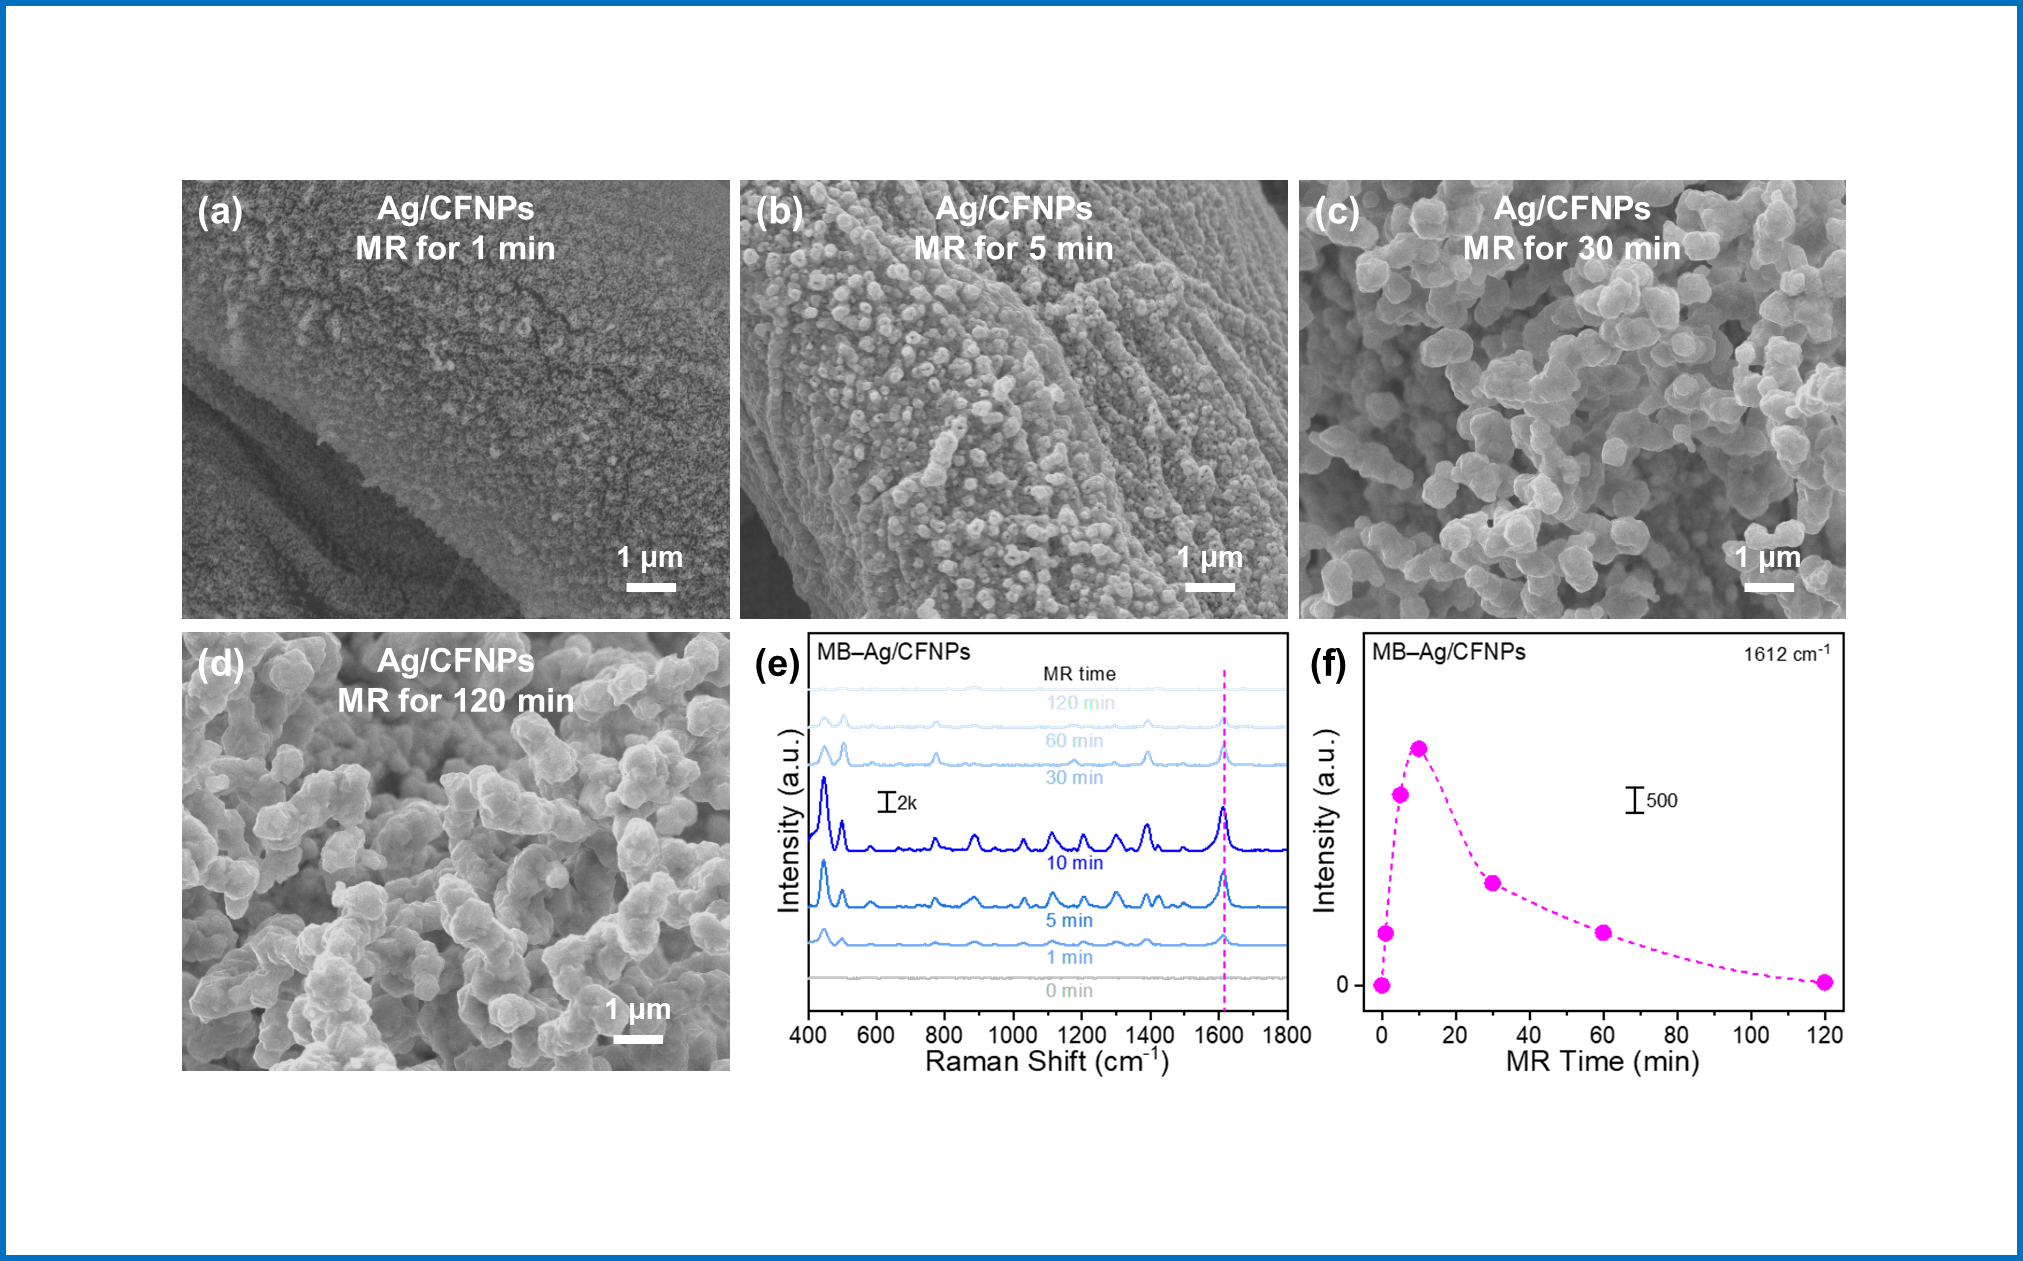 (a)
Ag/CFNPs
MR for 1 min
1 µm
(b)
Ag/CFNPs
MR for 5 min
1 µm
(c)
Ag/CFNPs
MR for 30 min
1 µm
(d)
Ag/CFNPs
MR for 120 min
1 µm
(e)
MB–Ag/CFNPs
MR time
120 min
60 min
30 min
2k
10 min
5 min
1 min
0 min
Intensity (a.u.)
400 600 800 1000 1200 1400 1600 1800
Raman Shift (cm⁻¹)
(f)
MB–Ag/CFNPs
1612 cm⁻¹
500
Intensity (a.u.)
0
0 20 40 60 80 100 120
MR Time (min)